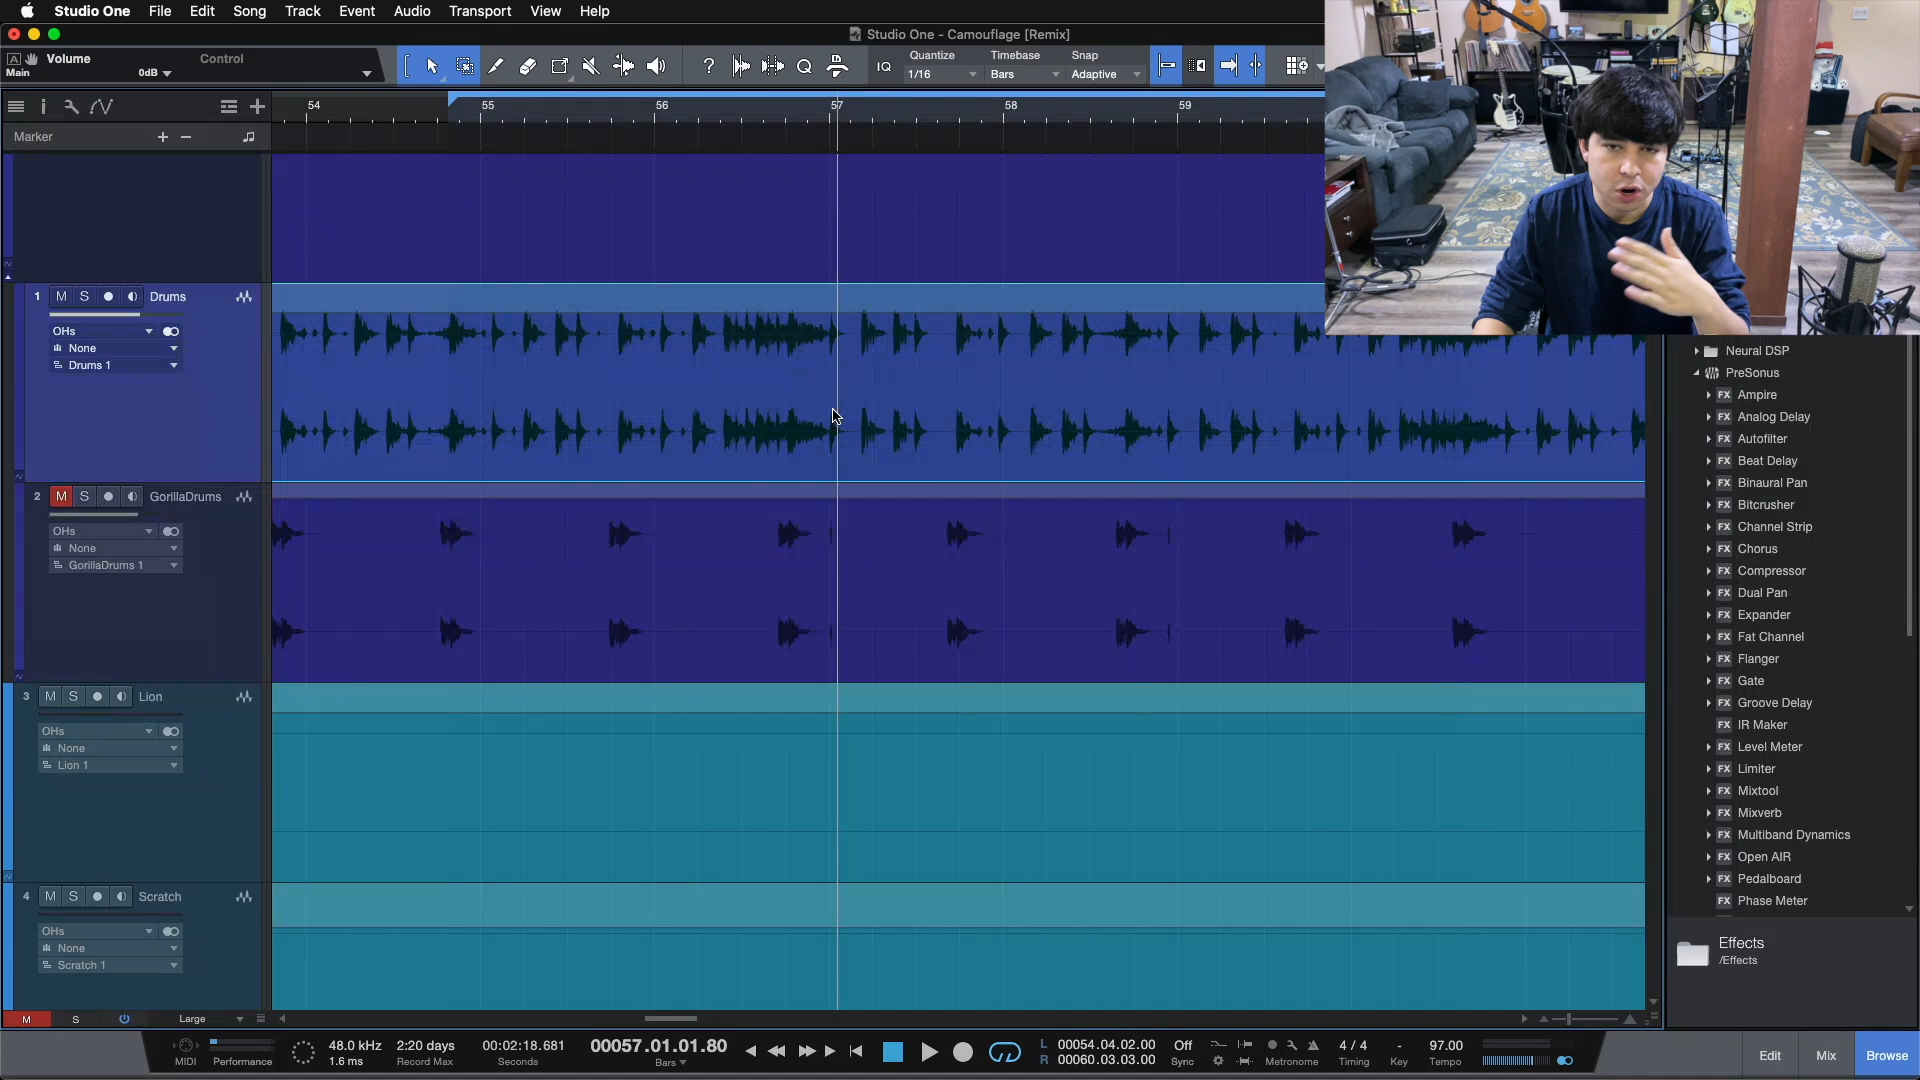 Studio One File Edit Song Track Event Audio Transport View Help
Studio One - Camouflage [Remix]
A Volume Control
Main 0dB
Quantize Timebase Snap
IQ 1/16 Bars Adaptive
54 55 56 57 58 59
Marker
1 M S Drums
OHs
None
Drums 1
2 M S GorillaDrums
OHs
None
GorillaDrums 1
3 M S Lion
OHs
None
Lion 1
4 M S Scratch
OHs
None
Scratch 1
M S Large
Neural DSP
PreSonus
FX Ampire
FX Analog Delay
FX Autofilter
FX Beat Delay
FX Binaural Pan
FX Bitcrusher
FX Channel Strip
FX Chorus
FX Compressor
FX Dual Pan
FX Expander
FX Fat Channel
FX Flanger
FX Gate
FX Groove Delay
FX IR Maker
FX Level Meter
FX Limiter
FX Mixtool
FX Mixverb
FX Multiband Dynamics
FX Open AIR
FX Pedalboard
FX Phase Meter
Effects
/Effects
MIDI Performance
48.0 kHz
1.6 ms
2:20 days
Record Max
00:02:18.681
Seconds
00057.01.01.80
Bars
L 00054.04.02.00
R 00060.03.03.00
Off
Sync
Metronome
4 / 4
Timing
-
Key
97.00
Tempo
Edit Mix Browse